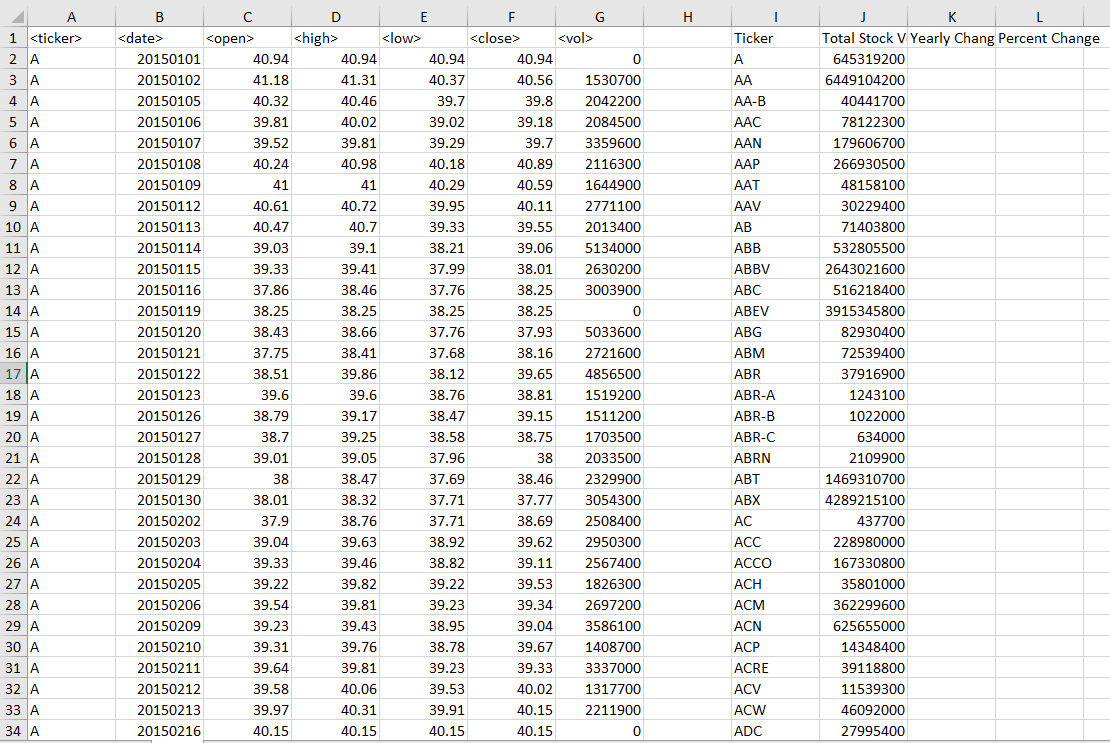 A B C D E F G H I J K L
1 <ticker> <date> <open> <high> <low> <close> <vol> Ticker Total Stock V Yearly Chang Percent Change
2 A 20150101 40.94 40.94 40.94 40.94 0 A 645319200
3 A 20150102 41.18 41.31 40.37 40.56 1530700 AA 6449104200
4 A 20150105 40.32 40.46 39.7 39.8 2042200 AA-B 40441700
5 A 20150106 39.81 40.02 39.02 39.18 2084500 AAC 78122300
6 A 20150107 39.52 39.81 39.29 39.7 3359600 AAN 179606700
7 A 20150108 40.24 40.98 40.18 40.89 2116300 AAP 266930500
8 A 20150109 41 41 40.29 40.59 1644900 AAT 48158100
9 A 20150112 40.61 40.72 39.95 40.11 2771100 AAV 30229400
10 A 20150113 40.47 40.7 39.33 39.55 2013400 AB 71403800
11 A 20150114 39.03 39.1 38.21 39.06 5134000 ABB 532805500
12 A 20150115 39.33 39.41 37.99 38.01 2630200 ABBV 2643021600
13 A 20150116 37.86 38.46 37.76 38.25 3003900 ABC 516218400
14 A 20150119 38.25 38.25 38.25 38.25 0 ABEV 3915345800
15 A 20150120 38.43 38.66 37.76 37.93 5033600 ABG 82930400
16 A 20150121 37.75 38.41 37.68 38.16 2721600 ABM 72539400
17 A 20150122 38.51 39.86 38.12 39.65 4856500 ABR 37916900
18 A 20150123 39.6 39.6 38.76 38.81 1519200 ABR-A 1243100
19 A 20150126 38.79 39.17 38.47 39.15 1511200 ABR-B 1022000
20 A 20150127 38.7 39.25 38.58 38.75 1703500 ABR-C 634000
21 A 20150128 39.01 39.05 37.96 38 2033500 ABRN 2109900
22 A 20150129 38 38.47 37.69 38.46 2329900 ABT 1469310700
23 A 20150130 38.01 38.32 37.71 37.77 3054300 ABX 4289215100
24 A 20150202 37.9 38.76 37.71 38.69 2508400 AC 437700
25 A 20150203 39.04 39.63 38.92 39.62 2950300 ACC 228980000
26 A 20150204 39.33 39.46 38.82 39.11 2567400 ACCO 167330800
27 A 20150205 39.22 39.82 39.22 39.53 1826300 ACH 35801000
28 A 20150206 39.54 39.81 39.23 39.34 2697200 ACM 362299600
29 A 20150209 39.23 39.43 38.95 39.04 3586100 ACN 625655000
30 A 20150210 39.31 39.76 38.78 39.67 1408700 ACP 14348400
31 A 20150211 39.64 39.81 39.23 39.33 3337000 ACRE 39118800
32 A 20150212 39.58 40.06 39.53 40.02 1317700 ACV 11539300
33 A 20150213 39.97 40.31 39.91 40.15 2211900 ACW 46092000
34 A 20150216 40.15 40.15 40.15 40.15 0 ADC 27995400